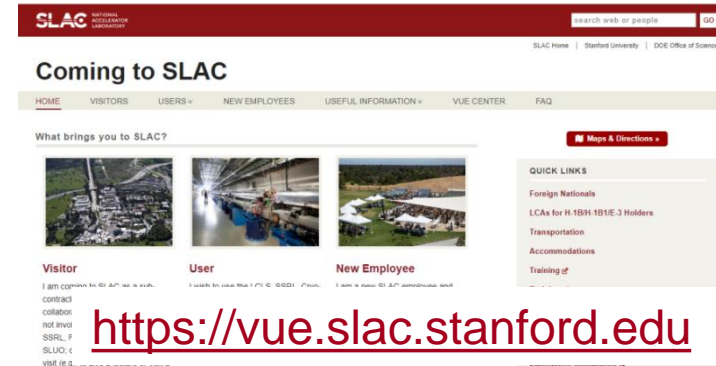 SLAC NATIONAL ACCELERATOR LABORATORY
search web or people GO
SLAC Home | Stanford University | DOE Office of Science
Coming to SLAC
HOME VISITORS USERS NEW EMPLOYEES USEFUL INFORMATION VUE CENTER FAQ
What brings you to SLAC?
Maps & Directions »
QUICK LINKS
Foreign Nationals
LCAs for H-1B/H-1B1/E-3 Holders
Transportation
Accommodations
Training
Visitor
User
New Employee
I am coming to SLAC as a sub-
contract
collabor
not invol
SSRL, F
SLUO; c
visit (e.g.
I wish to use the LCLS, SSRL, Cryo-
I am a new SLAC employee and
https://vue.slac.stanford.edu